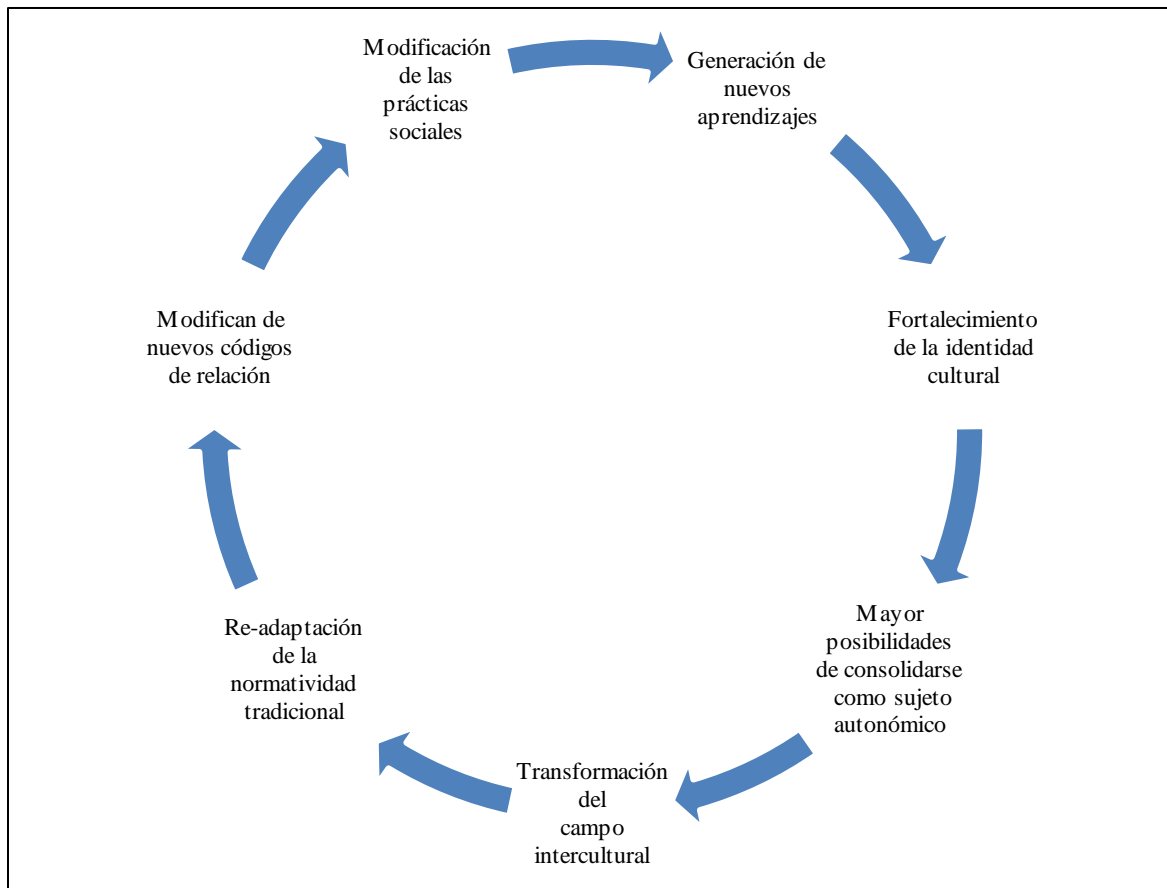 Modificación
de las
prácticas
sociales
Generación de
nuevos
aprendizajes
Fortalecimiento
de la identidad
cultural
Mayor
posibilidades
de consolidarse
como sujeto
autonómico
Transformación
del
campo
intercultural
Re-adaptación
de la
normatividad
tradicional
Modifican de
nuevos códigos
de relación